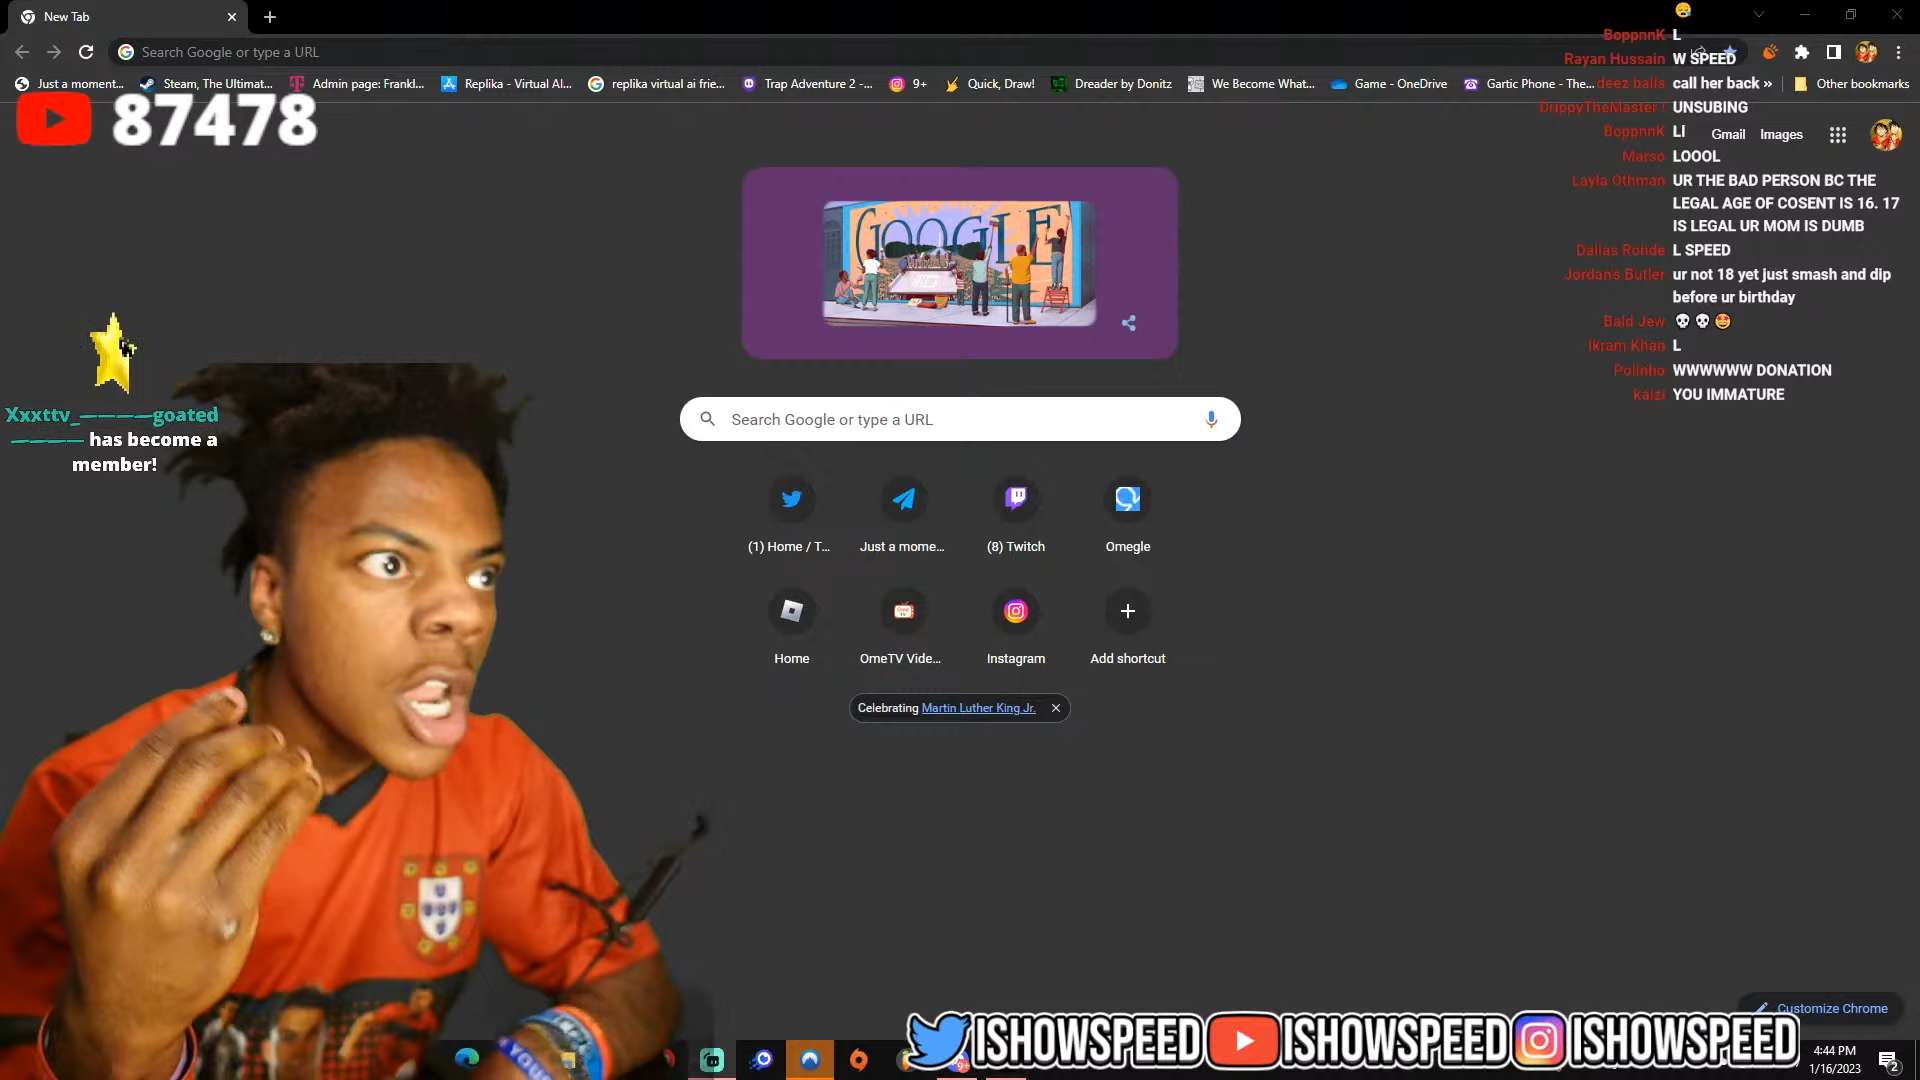 New Tab
Search Google or type a URL
Just a moment... Steam, The Ultimat... Admin page: Frankl... Replika - Virtual AI... replika virtual ai frie... Trap Adventure 2 -... 9+ Quick, Draw! Dreader by Donitz We Become What... Game - OneDrive Gartic Phone - The... Other bookmarks
87478
Gmail Images
BoppnnK L
Rayan Hussain W SPEED
deez balls call her back »
DrippyTheMaster ! UNSUBING
BoppnnK LI
Marso LOOOL
Layla Othman UR THE BAD PERSON BC THE
LEGAL AGE OF COSENT IS 16. 17
IS LEGAL UR MOM IS DUMB
Dallas Rohde L SPEED
Jordan's Butler ur not 18 yet just smash and dip
before ur birthday
Bald Jew 💀💀🤩
Ikram Khan L
Polinho WWWWWW DONATION
kaizi YOU IMMATURE
GOOGLE
Search Google or type a URL
Xxxttv_————goated
———— has become a
member!
(1) Home / T... Just a mome... (8) Twitch Omegle
Home OmeTV Vide... Instagram Add shortcut
Celebrating Martin Luther King Jr.
Customize Chrome
ISHOWSPEED ISHOWSPEED ISHOWSPEED
9+
4:44 PM
1/16/2023
2